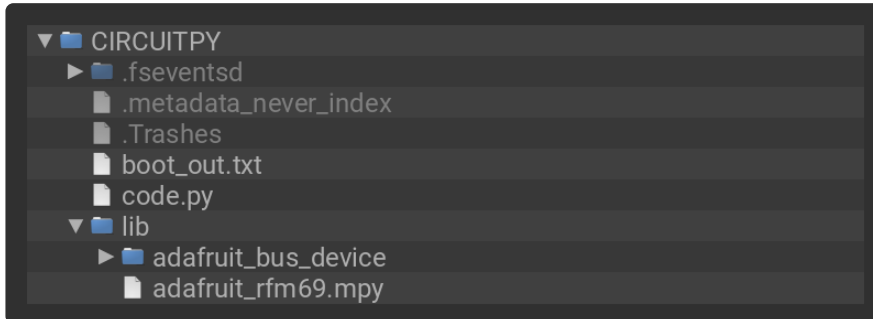 CIRCUITPY
.fseventsd
.metadata_never_index
.Trashes
boot_out.txt
code.py
lib
adafruit_bus_device
adafruit_rfm69.mpy